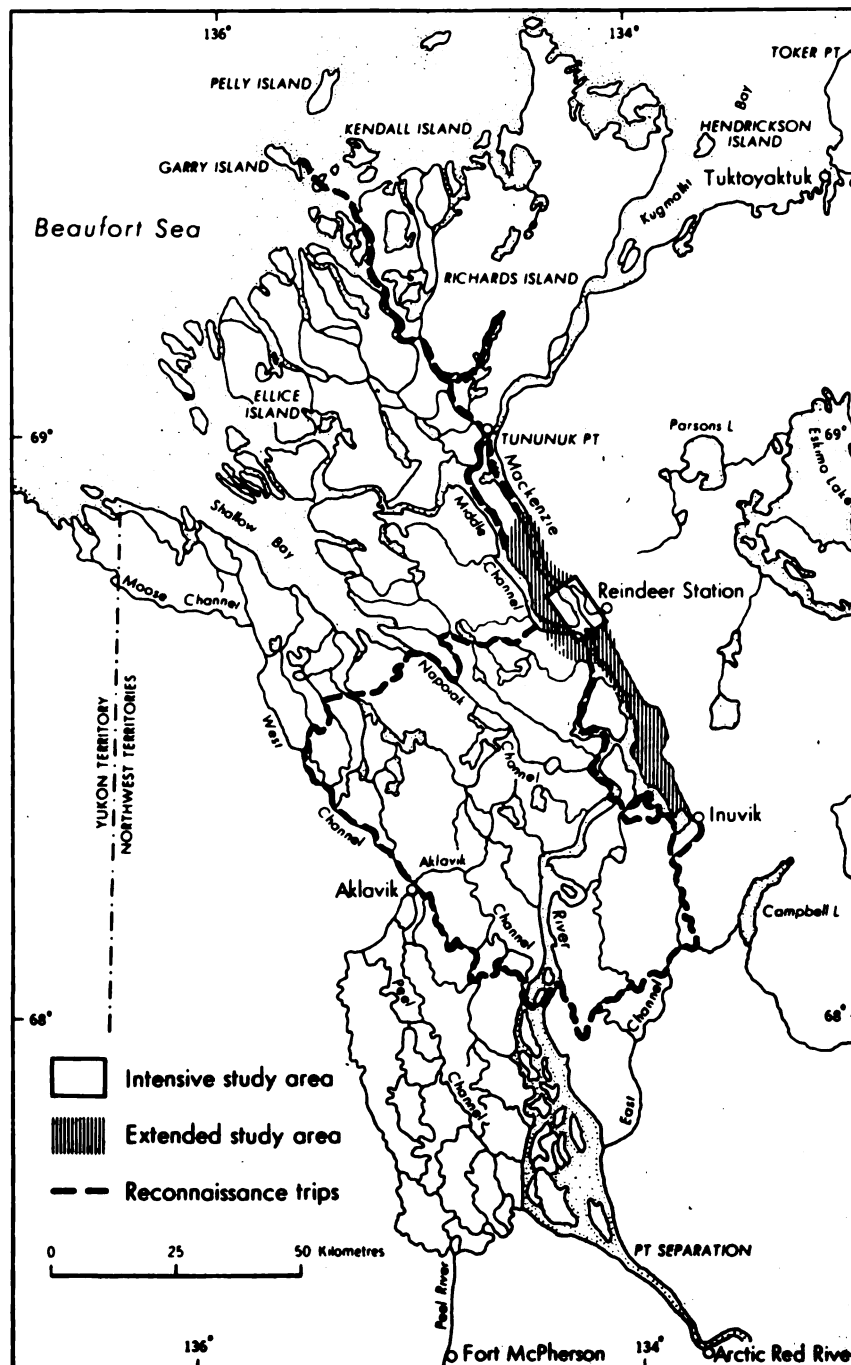 136°
134°
TOKER PT
PELLY ISLAND
Bay
HENDRICKSON
ISLAND
KENDALL ISLAND
GARRY ISLAND
Tuktoyaktuk
Kugmallit
Beaufort Sea
RICHARDS ISLAND
ELLICE
ISLAND
69°
TUNUNUK PT
Parsons L
69°
Eskimo Lake
Mackenzie
Middle
Channel
Shallow
Bay
Moose Channel
Reindeer Station
Napoiak
Channel
West
Channel
YUKON TERRITORY
NORTHWEST TERRITORIES
Inuvik
Aklavik
Aklavik
Channel
River
Campbell L
Peel
Channel
Channel
East
68°
68°
Intensive study area
Extended study area
Reconnaissance trips
0 25 50 Kilometres
PT SEPARATION
Peel River
136°
134°
Fort McPherson
Arctic Red Rive